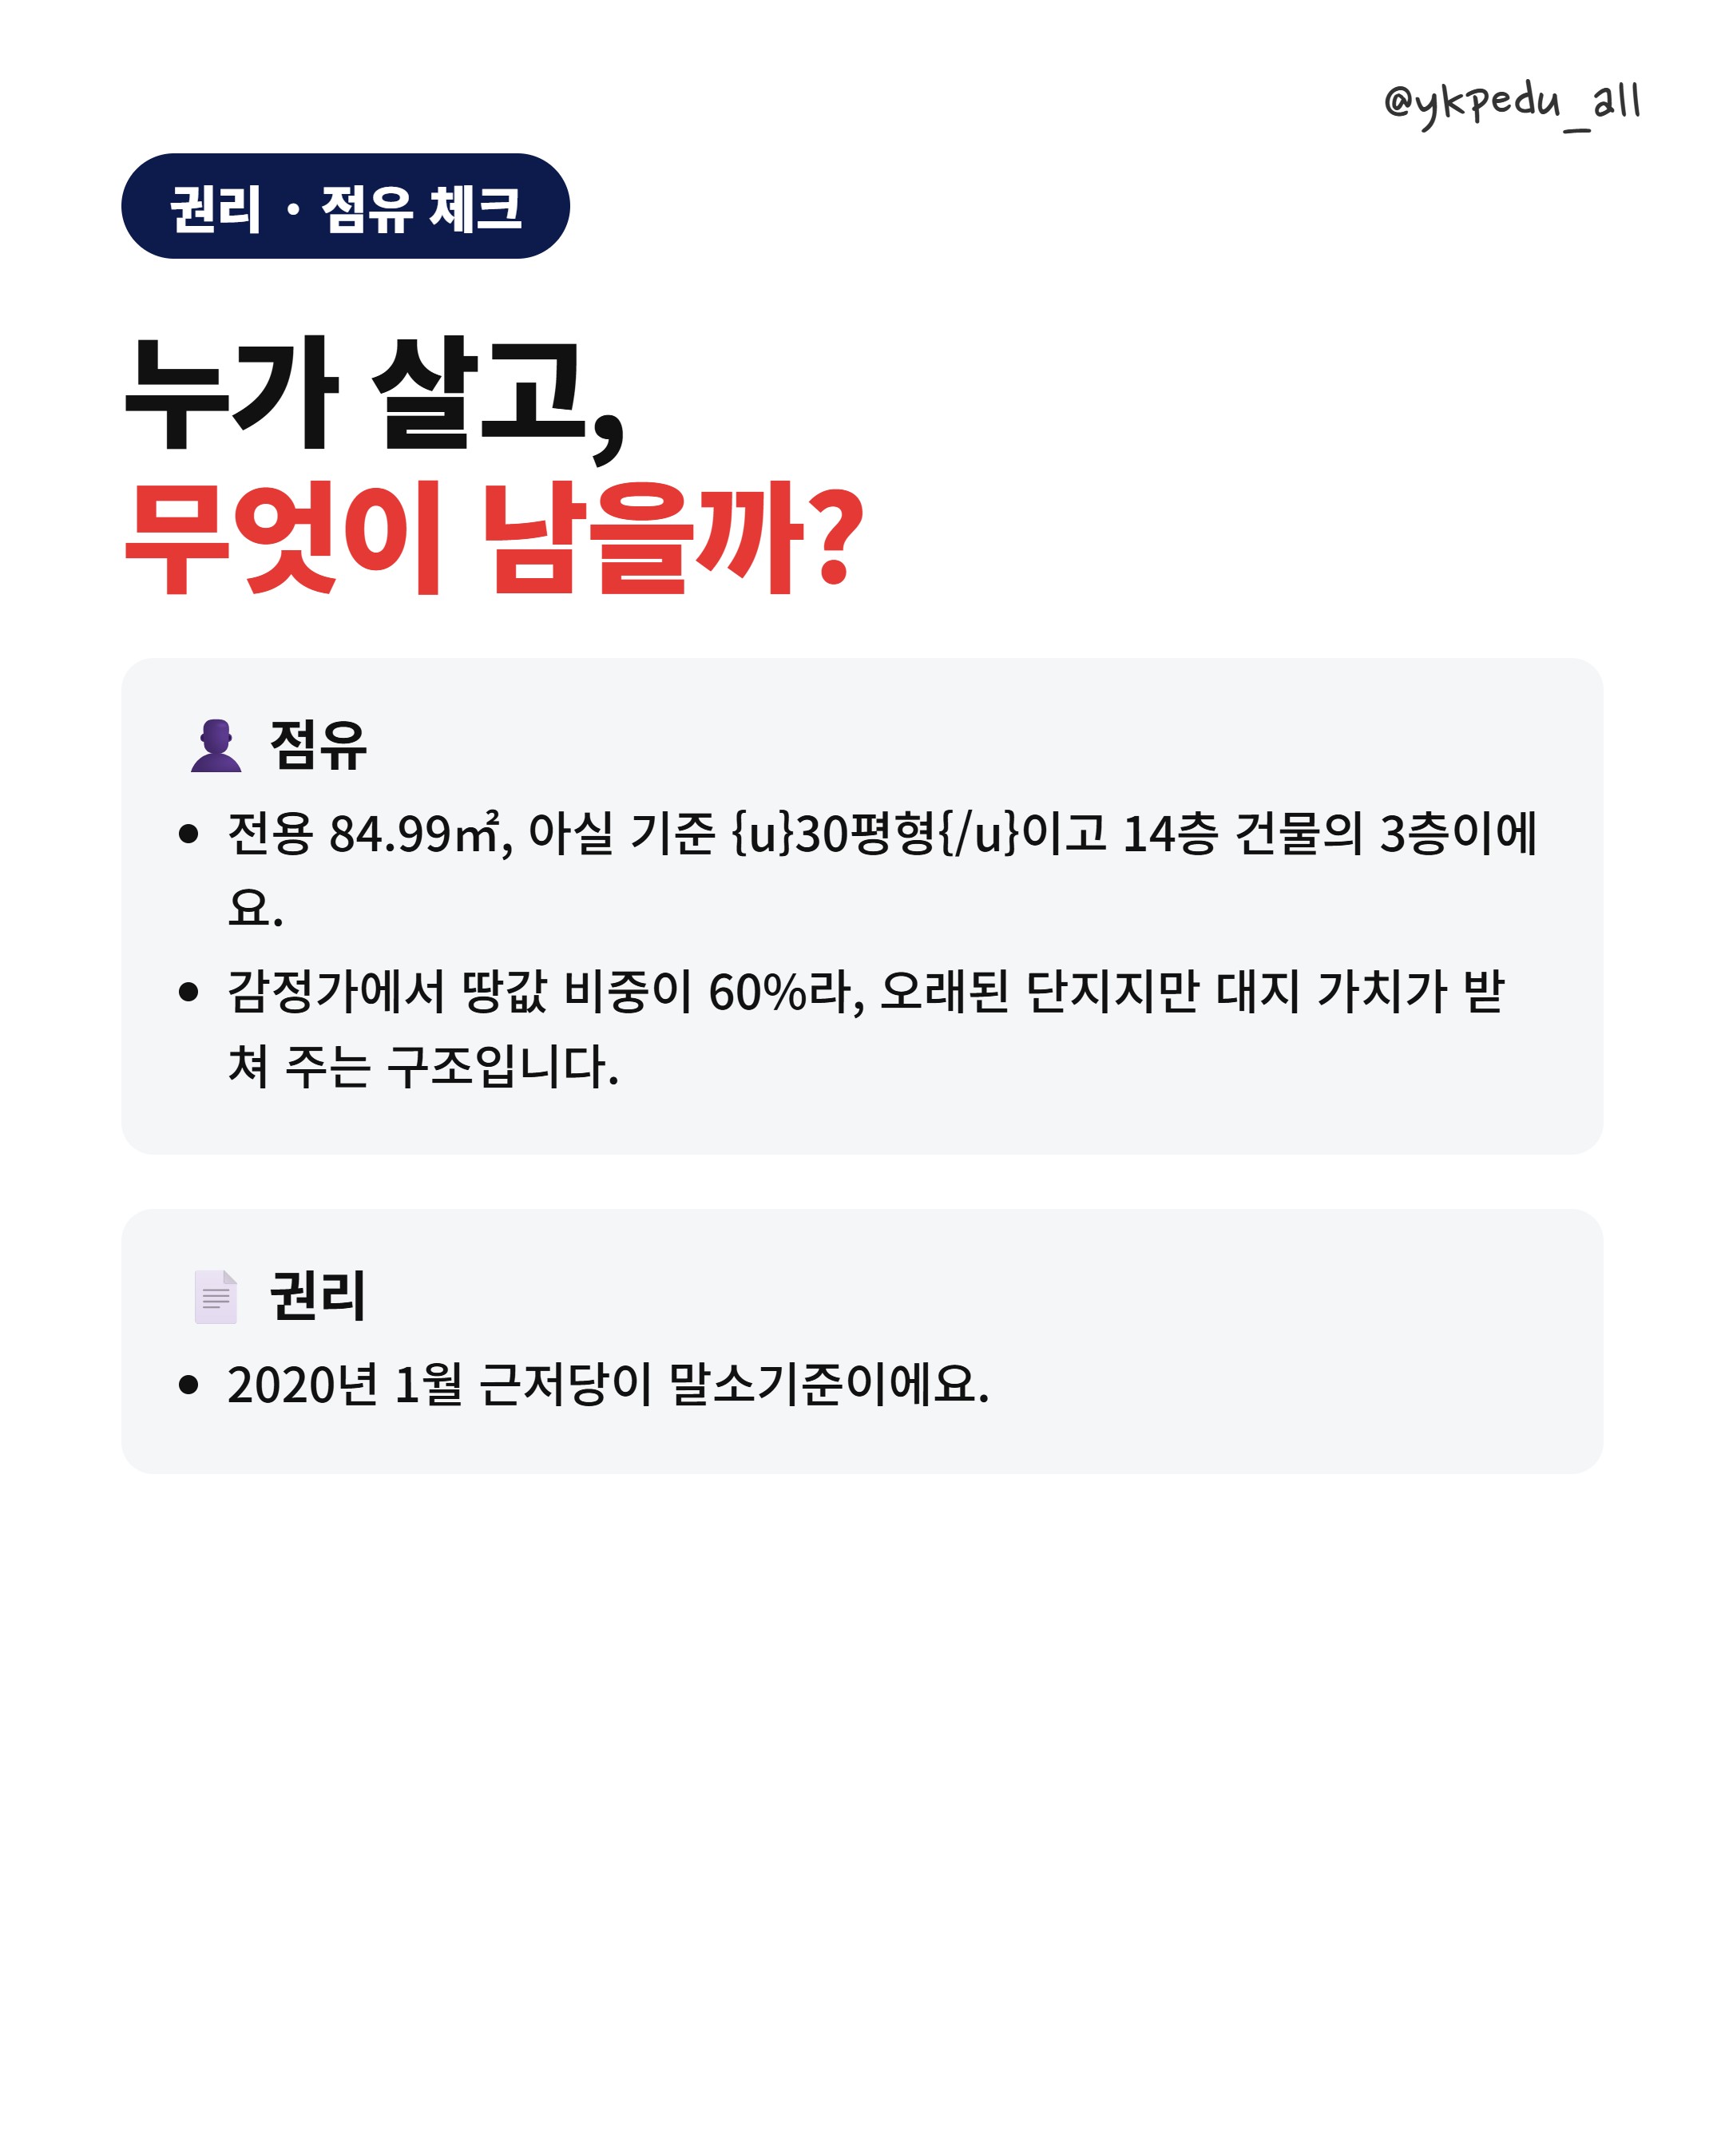 @ykpedu_all
권리 · 점유 체크
누가 살고,
무엇이 남을까?
점유
• 전용 84.99㎡, 아실 기준 {u}30평형{/u}이고 14층 건물의 3층이에
요.
• 감정가에서 땅값 비중이 60%라, 오래된 단지지만 대지 가치가 받
쳐 주는 구조입니다.
권리
• 2020년 1월 근저당이 말소기준이에요.